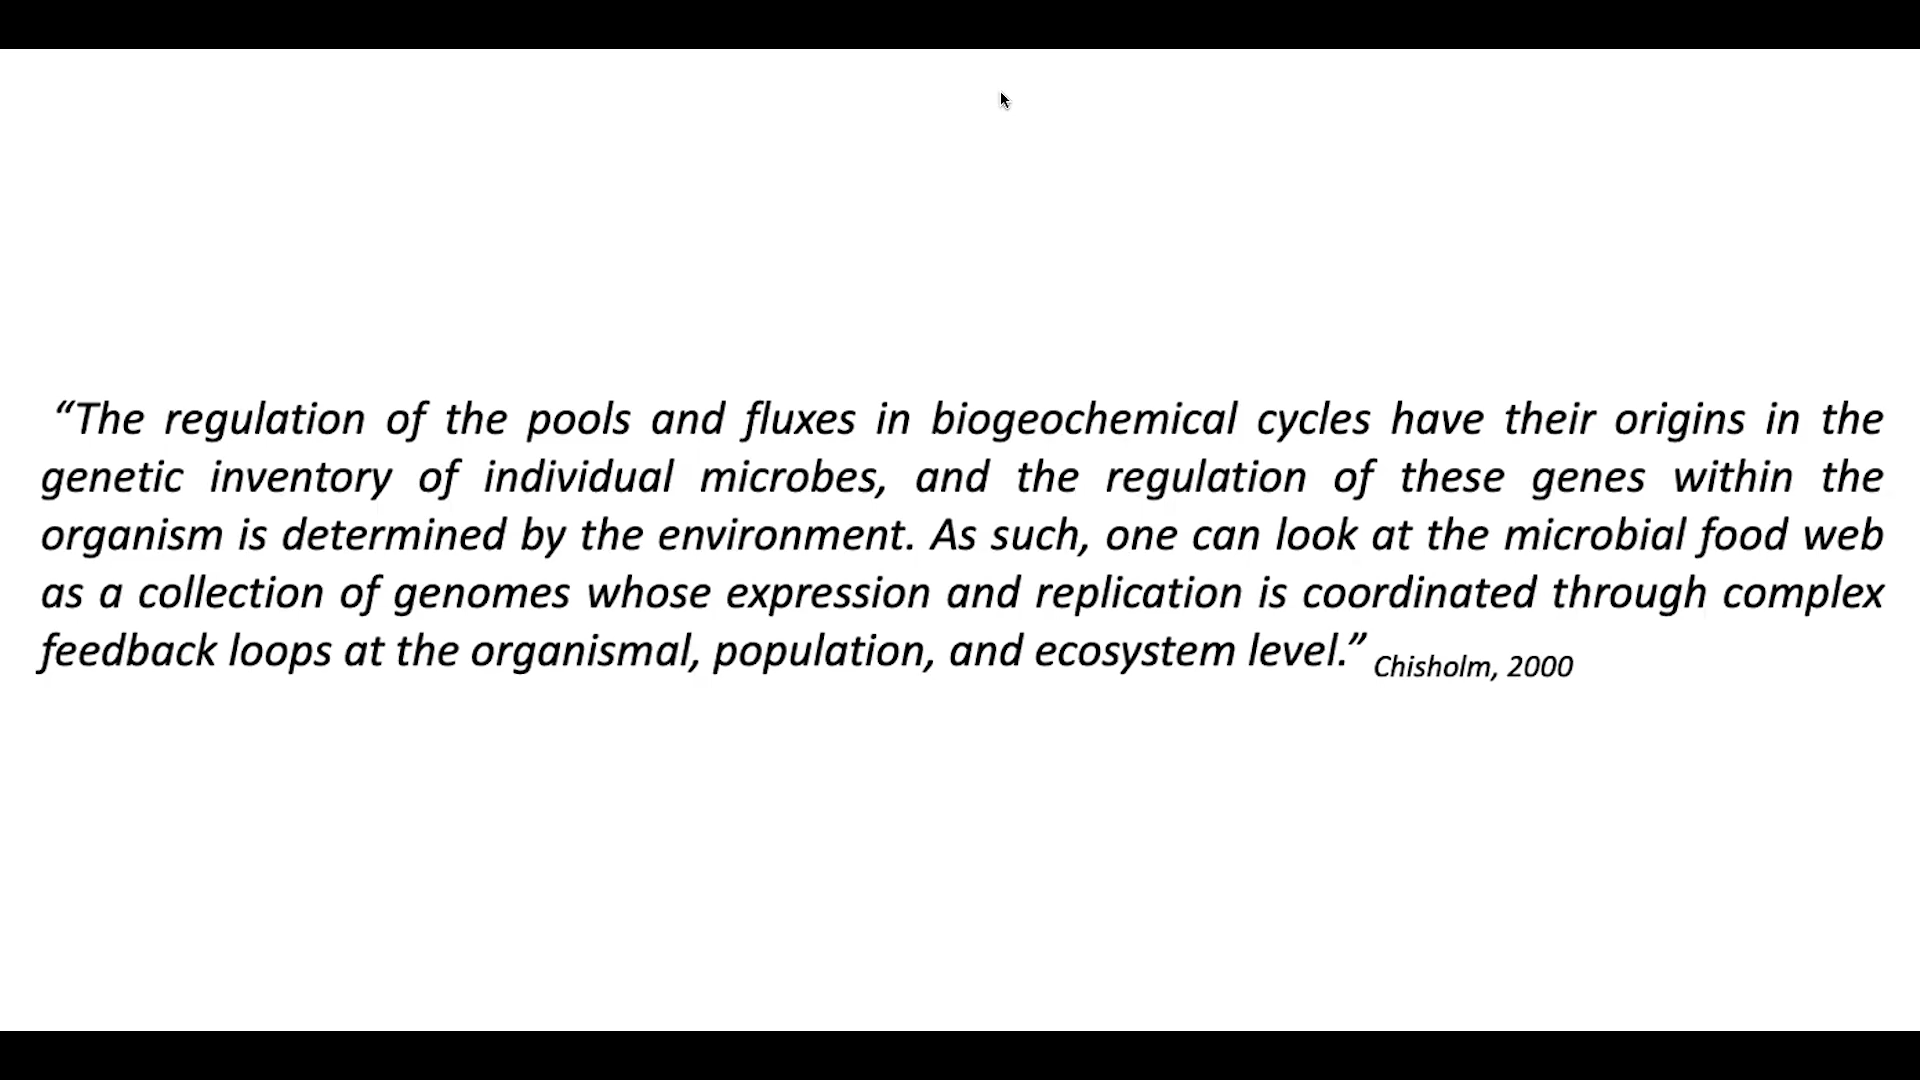 “The regulation of the pools and fluxes in biogeochemical cycles have their origins in the
genetic inventory of individual microbes, and the regulation of these genes within the
organism is determined by the environment. As such, one can look at the microbial food web
as a collection of genomes whose expression and replication is coordinated through complex
feedback loops at the organismal, population, and ecosystem level.” Chisholm, 2000